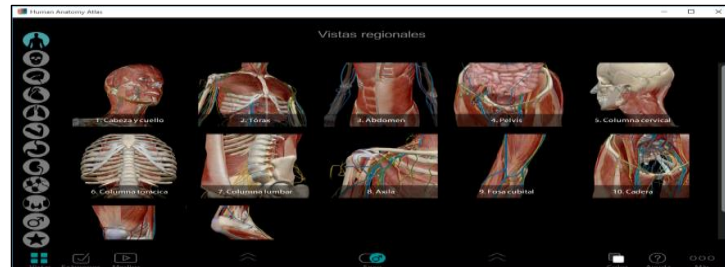 Human Anatomy Atlas
Vistas regionales
1. Cabeza y cuello
2. Tórax
3. Abdomen
4. Pelvis
5. Columna cervical
6. Columna torácica
7. Columna lumbar
8. Axila
9. Fosa cubital
10. Cadera